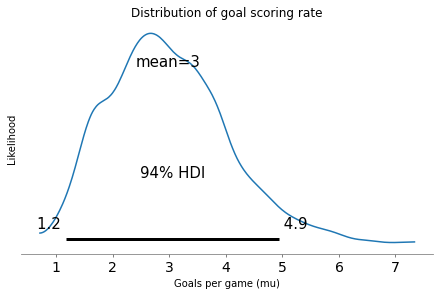 Distribution of goal scoring rate
mean=3
94% HDI
1.2
4.9
Likelihood
1 2 3 4 5 6 7
Goals per game (mu)